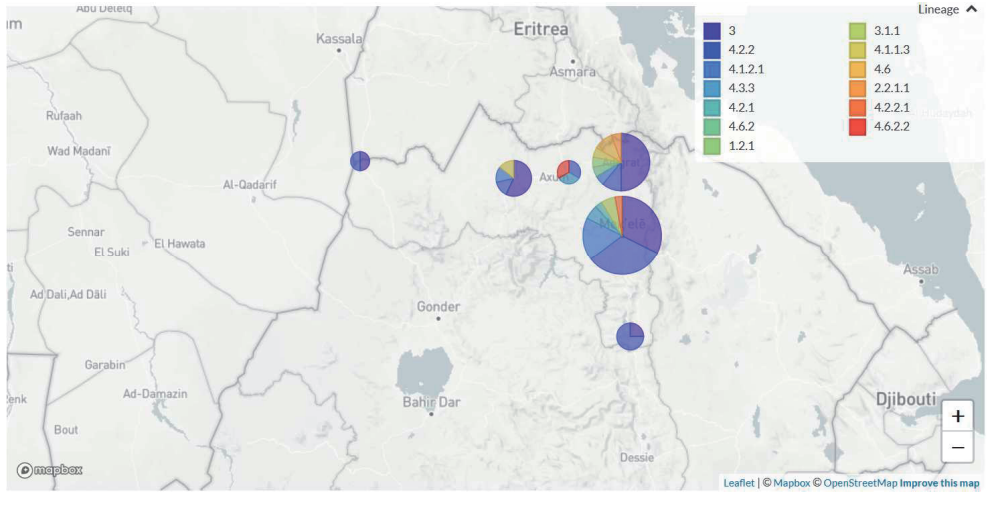 Abu Deleiq
Lineage
3
3.1.1
4.2.2
4.1.1.3
4.1.2.1
4.6
4.3.3
2.2.1.1
4.2.1
4.2.2.1
4.6.2
4.6.2.2
1.2.1
Eritrea
Kassala
Asmara
Rufaah
Wad Madanī
Al-Qadarif
Sennar
El Suki
El Hawata
Ad Dali,Ad Dāli
Assab
Gonder
Garabin
Ad-Damazin
Bahir Dar
Djibouti
Bout
Dessie
+
−
mapbox
Leaflet | © Mapbox © OpenStreetMap Improve this map